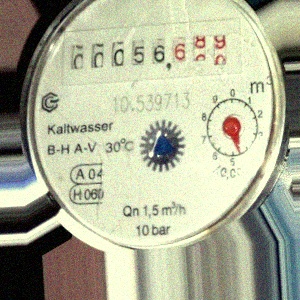 00056,6
m³
10.539713
Kaltwasser
B-H A-V 30°C
A 04
H 060
Qn 1,5 m³/h
10 bar